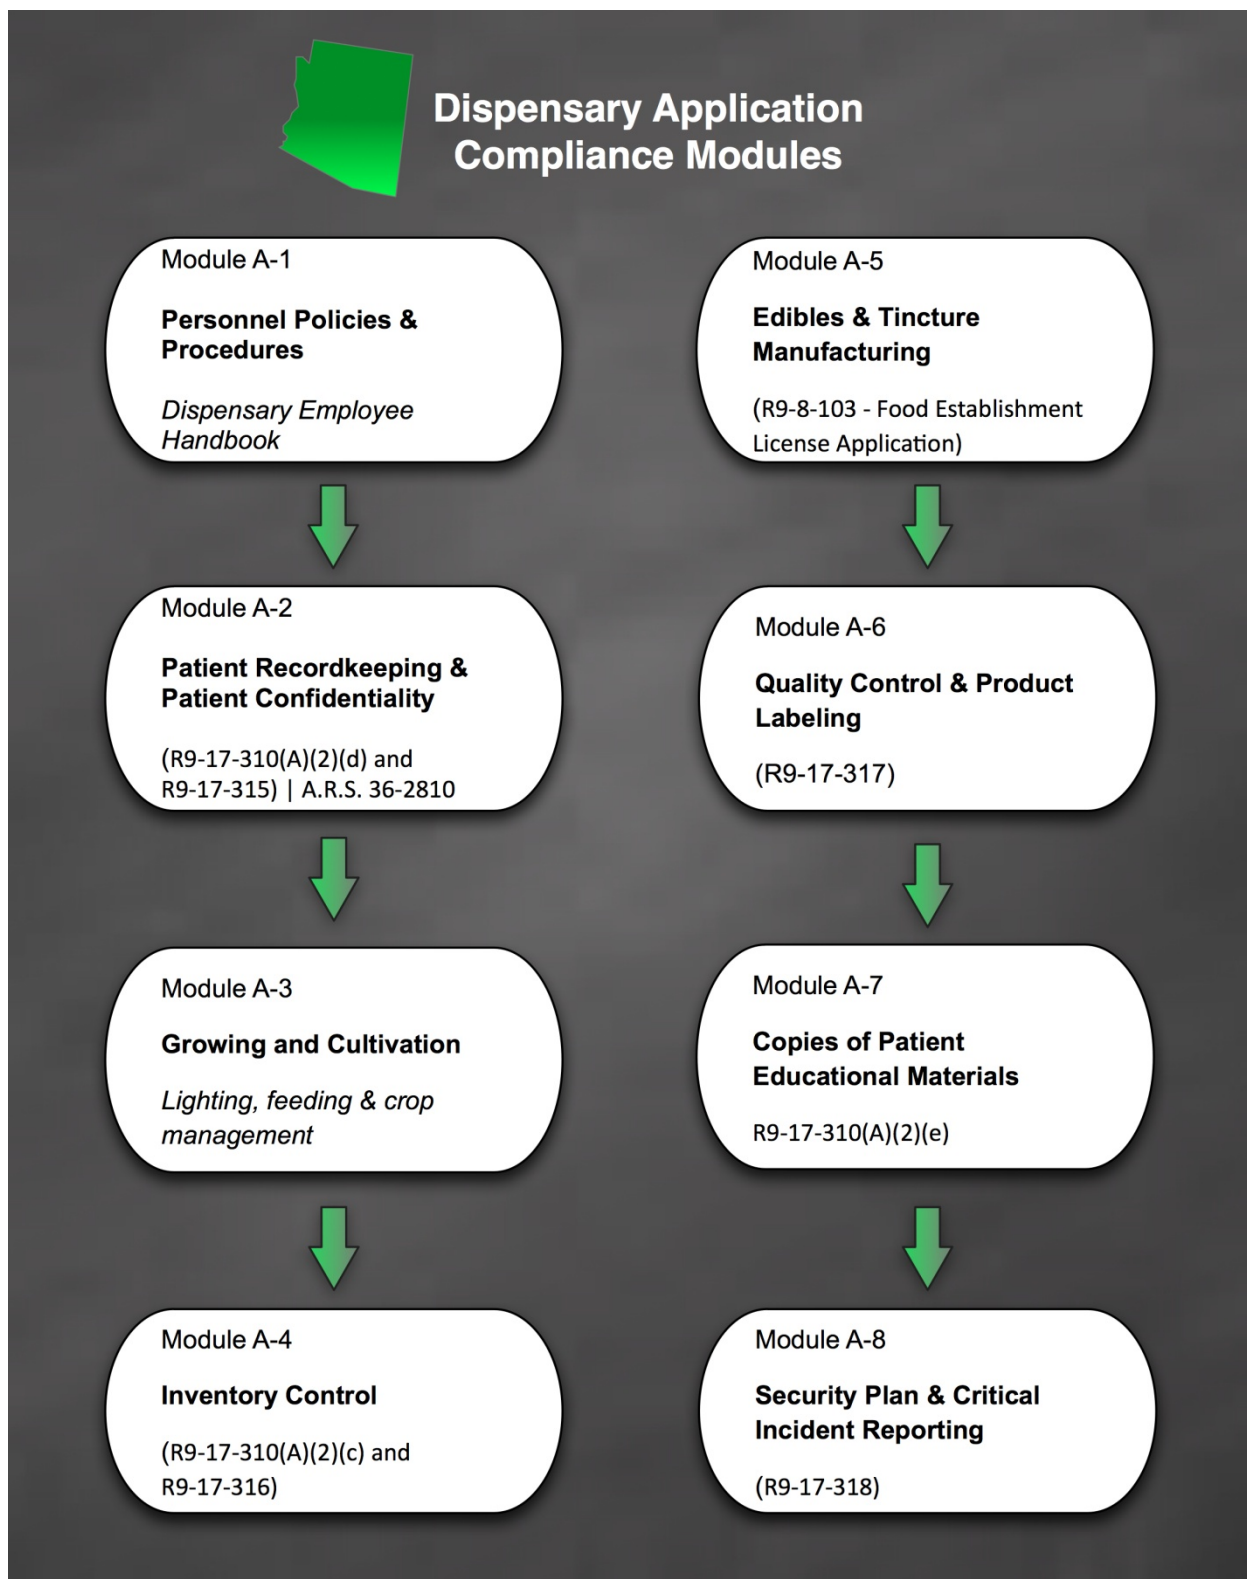 Dispensary Application
Compliance Modules
Module A-1
Personnel Policies &
Procedures
Dispensary Employee
Handbook
Module A-2
Patient Recordkeeping &
Patient Confidentiality
(R9-17-310(A)(2)(d) and
R9-17-315) | A.R.S. 36-2810
Module A-3
Growing and Cultivation
Lighting, feeding & crop
management
Module A-4
Inventory Control
(R9-17-310(A)(2)(c) and
R9-17-316)
Module A-5
Edibles & Tincture
Manufacturing
(R9-8-103 - Food Establishment
License Application)
Module A-6
Quality Control & Product
Labeling
(R9-17-317)
Module A-7
Copies of Patient
Educational Materials
R9-17-310(A)(2)(e)
Module A-8
Security Plan & Critical
Incident Reporting
(R9-17-318)